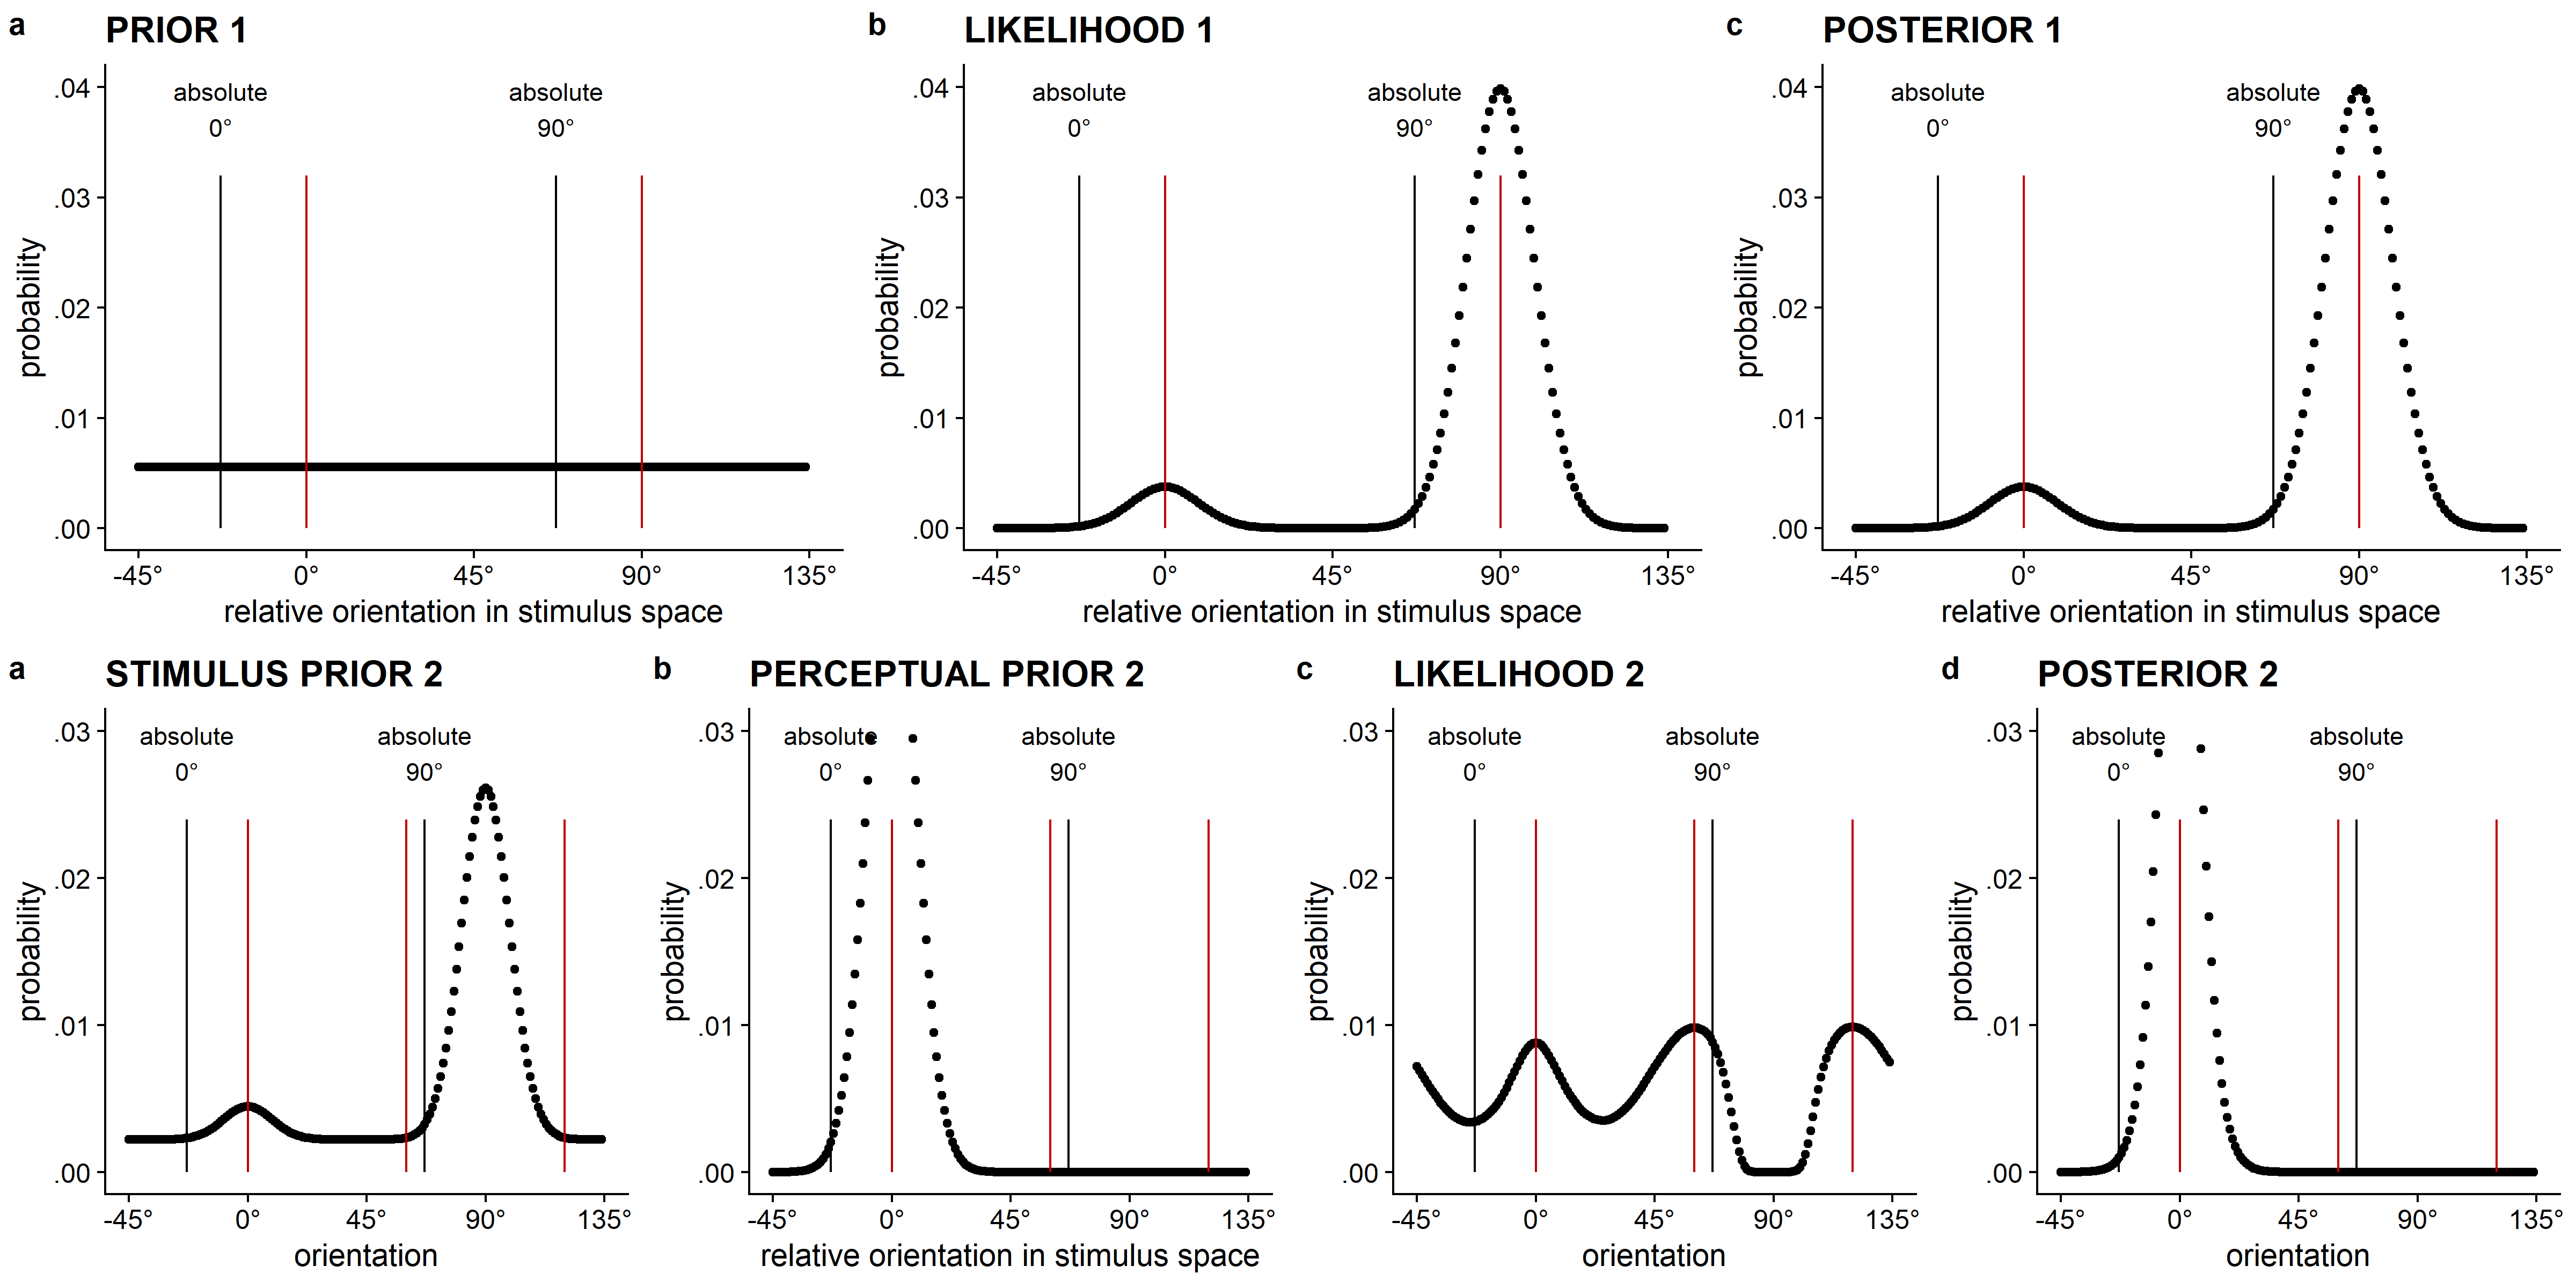 a PRIOR 1
absolute absolute
0° 90°
.04
.03
.02
.01
.00
probability
-45° 0° 45° 90° 135°
relative orientation in stimulus space
b LIKELIHOOD 1
absolute absolute
0° 90°
.04
.03
.02
.01
.00
probability
-45° 0° 45° 90° 135°
relative orientation in stimulus space
c POSTERIOR 1
absolute absolute
0° 90°
.04
.03
.02
.01
.00
probability
-45° 0° 45° 90° 135°
relative orientation in stimulus space
a STIMULUS PRIOR 2
absolute absolute
0° 90°
.03
.02
.01
.00
probability
-45° 0° 45° 90° 135°
orientation
b PERCEPTUAL PRIOR 2
absolute absolute
0° 90°
.03
.02
.01
.00
probability
-45° 0° 45° 90° 135°
relative orientation in stimulus space
c LIKELIHOOD 2
absolute absolute
0° 90°
.03
.02
.01
.00
probability
-45° 0° 45° 90° 135°
orientation
d POSTERIOR 2
absolute absolute
0° 90°
.03
.02
.01
.00
probability
-45° 0° 45° 90° 135°
orientation